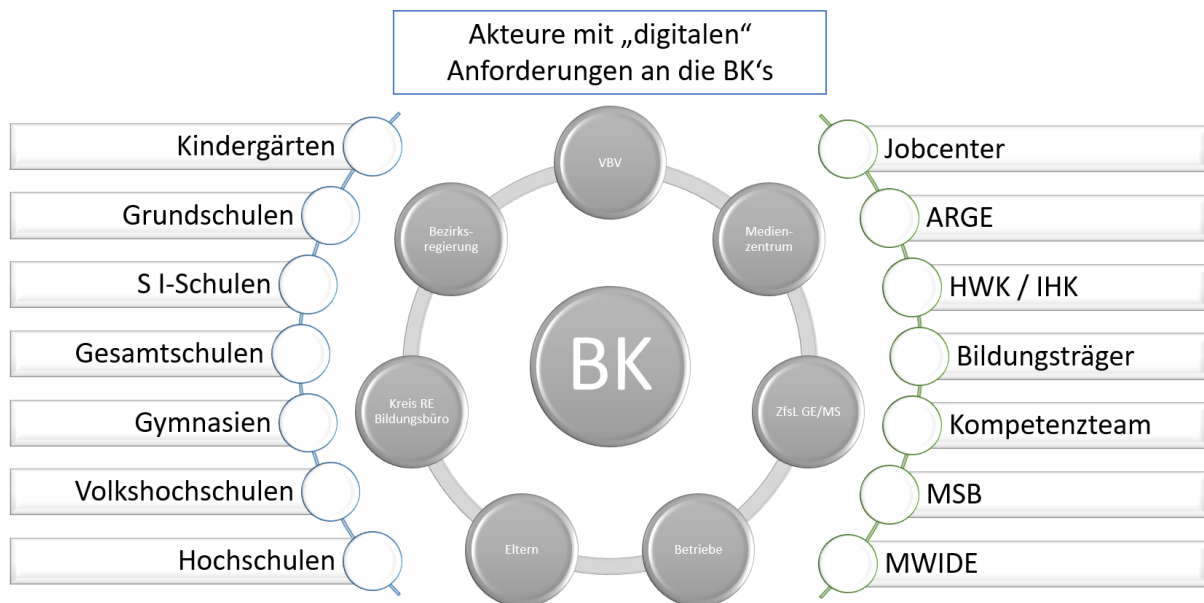 Akteure mit „digitalen“
Anforderungen an die BK‘s
Kindergärten
Grundschulen
S I-Schulen
Gesamtschulen
Gymnasien
Volkshochschulen
Hochschulen
VBV
Medien-
zentrum
ZfsL GE/MS
Betriebe
Eltern
Kreis RE
Bildungsbüro
Bezirks-
regierung
BK
Jobcenter
ARGE
HWK / IHK
Bildungsträger
Kompetenzteam
MSB
MWIDE